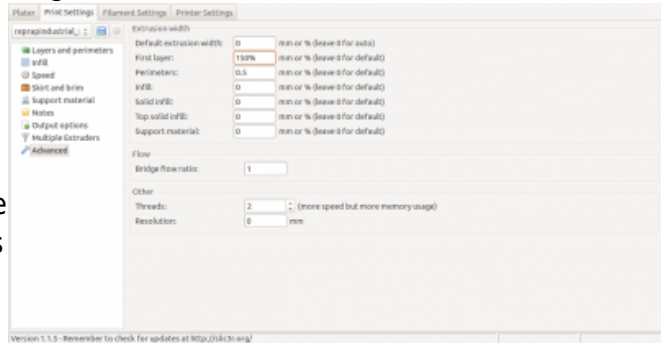 Plater Print Settings Filament Settings Printer Settings
Layers and perimeters
Infill
Speed
Skirt and brim
Support material
Notes
Output options
Multiple Extruders
Advanced
Extrusion width
Default extrusion width: 0 mm or % (leave 0 for auto)
First layer: 150% mm or % (leave 0 for default)
Perimeters: 0.5 mm or % (leave 0 for default)
Infill: 0 mm or % (leave 0 for default)
Solid infill: 0 mm or % (leave 0 for default)
Top solid infill: 0 mm or % (leave 0 for default)
Support material: 0 mm or % (leave 0 for default)
Flow
Bridge flow ratio: 1
Other
Threads: 2 (more speed but more memory usage)
Resolution: 0 mm
Version 1.1.5 - Remember to check for updates at http://slic3r.org/